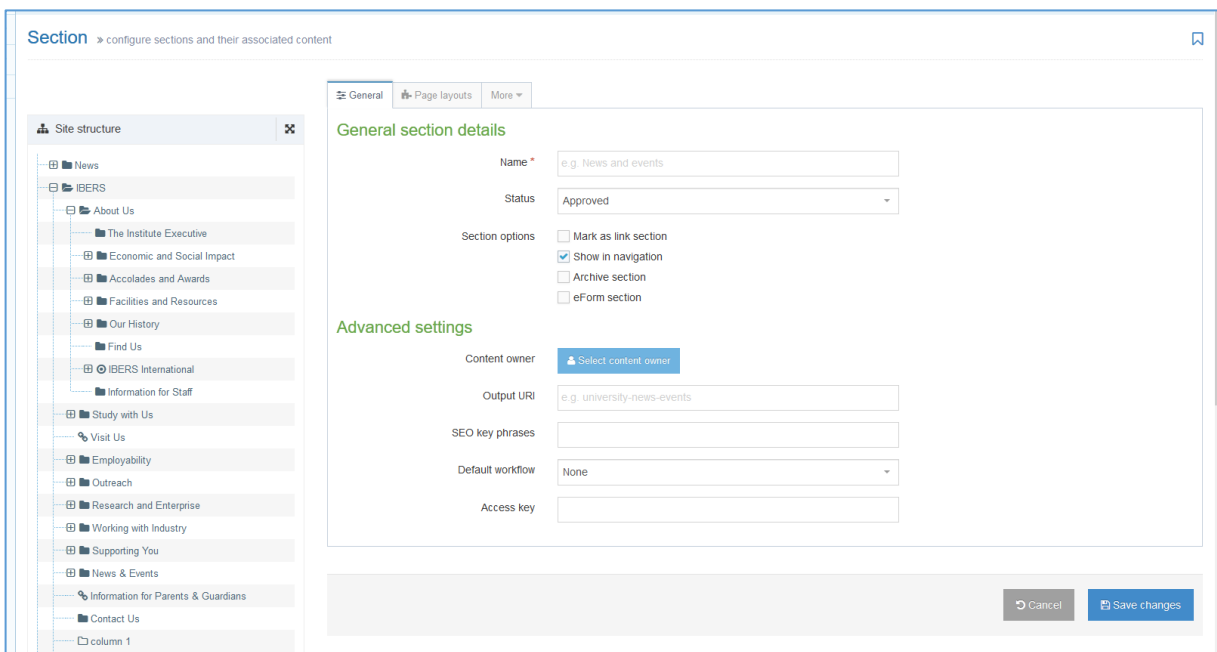 Section » configure sections and their associated content
General Page layouts More
Site structure
News
IBERS
About Us
The Institute Executive
Economic and Social Impact
Accolades and Awards
Facilities and Resources
Our History
Find Us
IBERS International
Information for Staff
Study with Us
Visit Us
Employability
Outreach
Research and Enterprise
Working with Industry
Supporting You
News & Events
Information for Parents & Guardians
Contact Us
column 1
General section details
Name * e.g. News and events
Status Approved
Section options Mark as link section
Show in navigation
Archive section
eForm section
Advanced settings
Content owner Select content owner
Output URI e.g. university-news-events
SEO key phrases
Default workflow None
Access key
Cancel Save changes